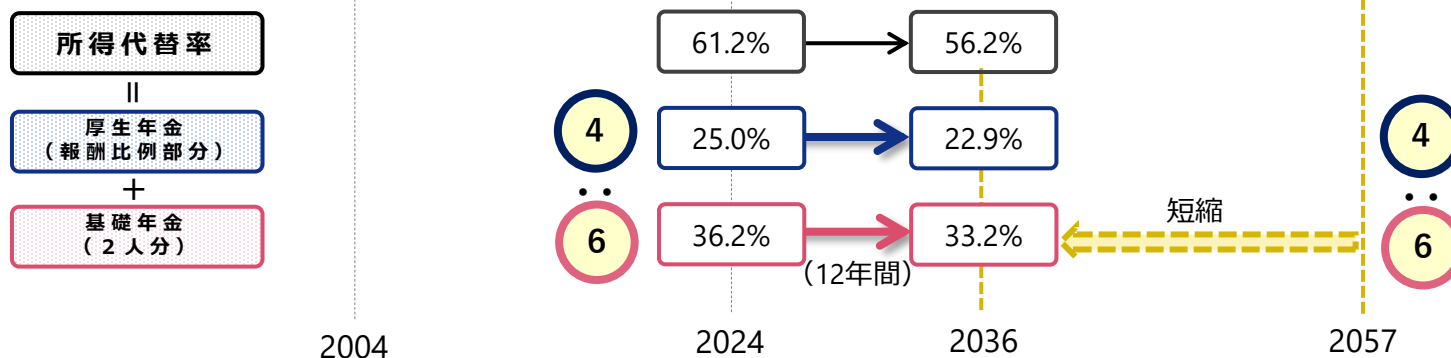 所得代替率
=
厚生年金
(報酬比例部分)
+
基礎年金
(2人分)
61.2%
56.2%
4
25.0%
22.9%
4
:
:
6
36.2%
33.2%
短縮
6
(12年間)
2004
2024
2036
2057